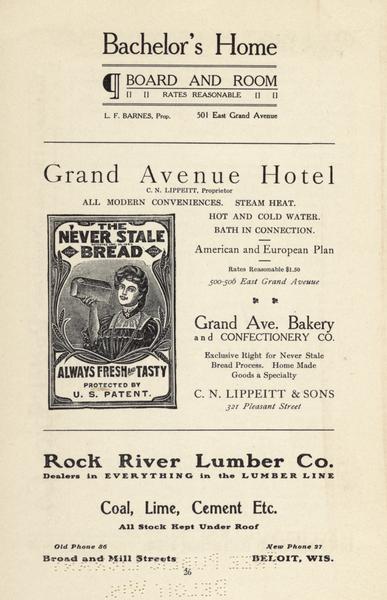 Bachelor's Home
¶ BOARD AND ROOM
RATES REASONABLE
L. F. BARNES, Prop. 501 East Grand Avenue
Grand Avenue Hotel
C. N. LIPPEITT, Proprietor
ALL MODERN CONVENIENCES. STEAM HEAT.
HOT AND COLD WATER.
BATH IN CONNECTION.
American and European Plan
Rates Reasonable $1.50
500-506 East Grand Avenue
THE
NEVER STALE
BREAD
ALWAYS FRESH AND TASTY
PROTECTED BY
U. S. PATENT.
Grand Ave. Bakery
and CONFECTIONERY CO.
Exclusive Right for Never Stale
Bread Process. Home Made
Goods a Specialty
C. N. LIPPEITT & SONS
321 Pleasant Street
Rock River Lumber Co.
Dealers in EVERYTHING in the LUMBER LINE
Coal, Lime, Cement Etc.
All Stock Kept Under Roof
Old Phone 86 New Phone 27
Broad and Mill Streets BELOIT, WIS.
26